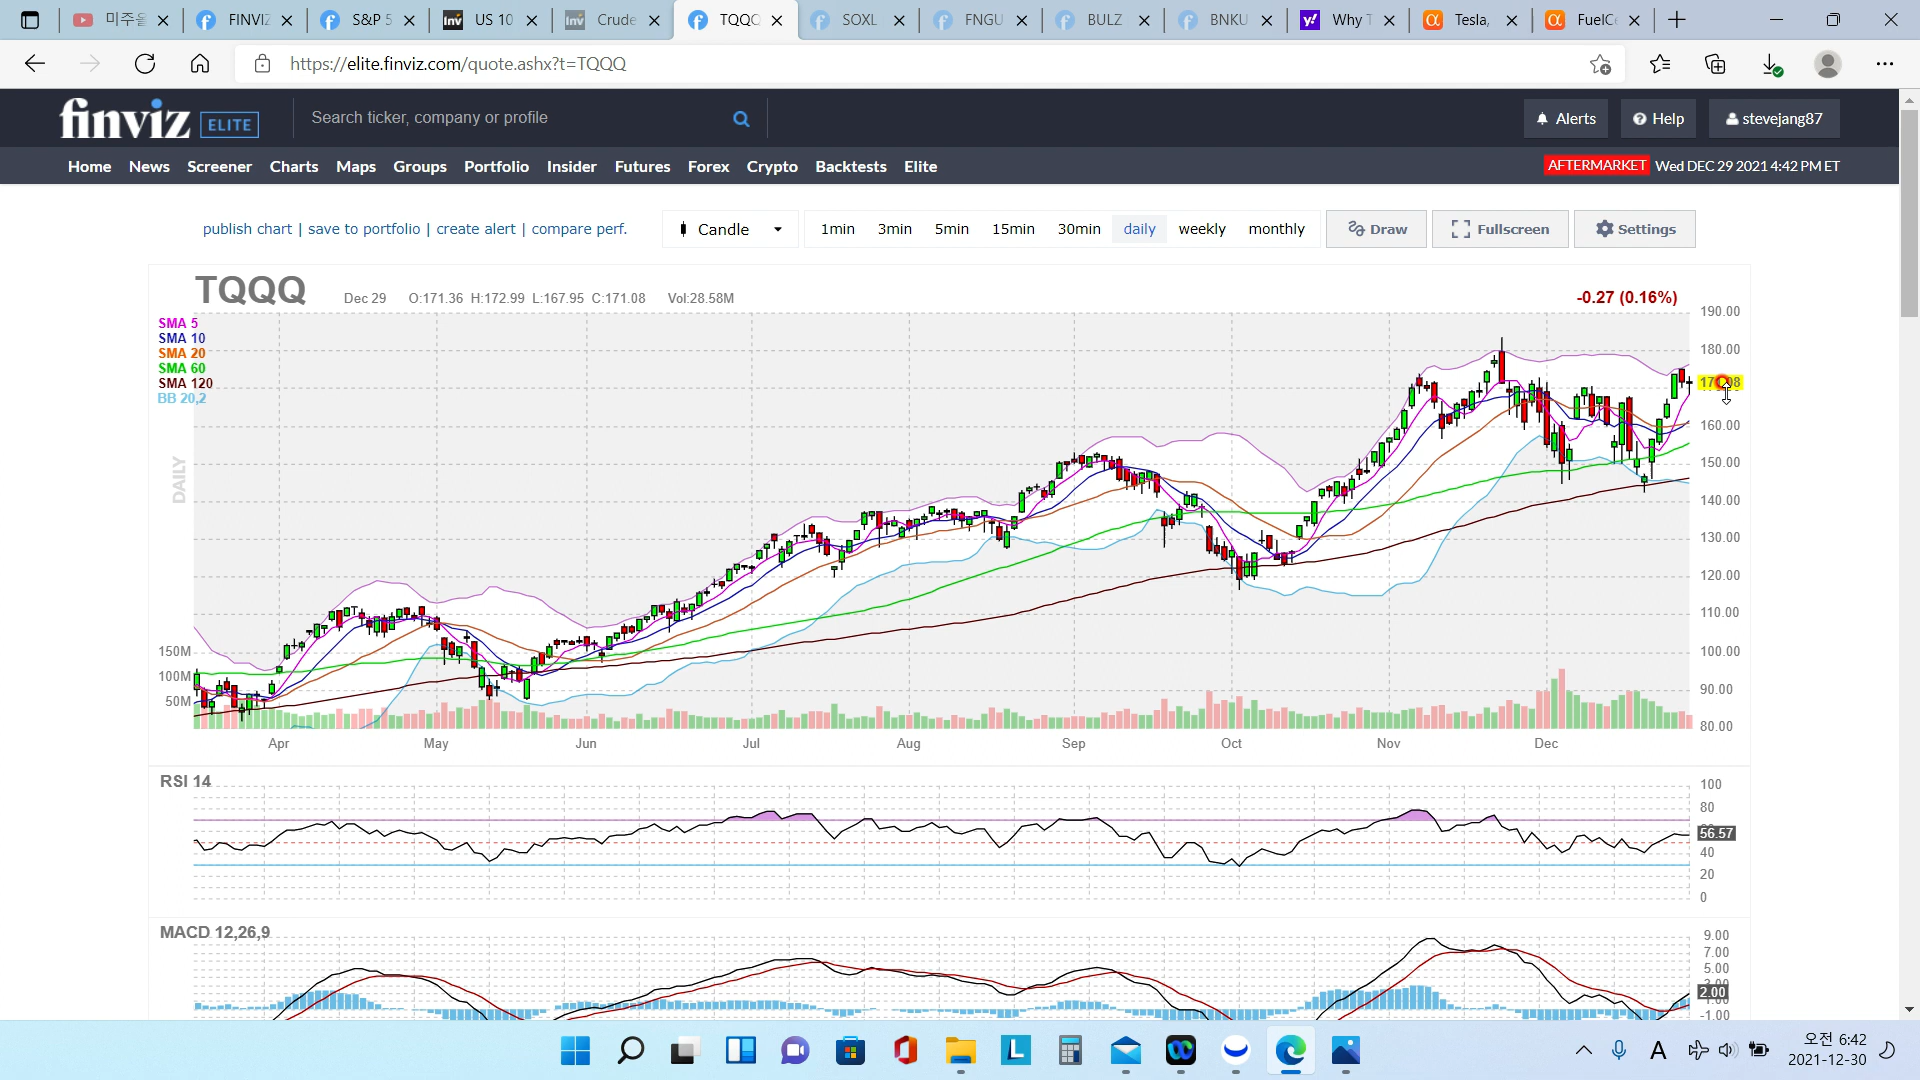 미주을 FINVIZ S&P 5 US 10 Crude TQQQ SOXL FNGU BULZ BNKU Why T Tesla, FuelCe
https://elite.finviz.com/quote.ashx?t=TQQQ
finviz ELITE Search ticker, company or profile Alerts Help stevejang87
Home News Screener Charts Maps Groups Portfolio Insider Futures Forex Crypto Backtests Elite AFTERMARKET Wed DEC 29 2021 4:42 PM ET
publish chart | save to portfolio | create alert | compare perf. Candle 1min 3min 5min 15min 30min daily weekly monthly Draw Fullscreen Settings
TQQQ Dec 29 O:171.36 H:172.99 L:167.95 C:171.08 Vol:28.58M -0.27 (0.16%)
190.00
SMA 5
SMA 10
SMA 20
SMA 60
SMA 120
BB 20,2
180.00
160.00
150.00
140.00
130.00
120.00
110.00
100.00
90.00
80.00
DAILY
150M
100M
50M
Apr May Jun Jul Aug Sep Oct Nov Dec
RSI 14
100
80
56.57
40
20
0
MACD 12,26,9
9.00
7.00
5.00
2.00
-1.00
A
오전 6:42
2021-12-30